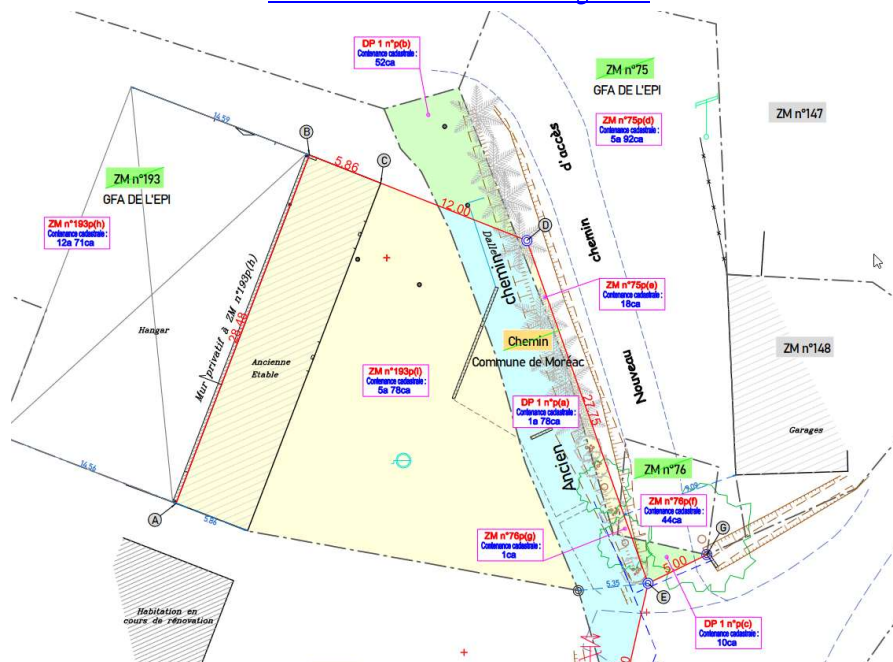 DP 1 n°p(b)
Contenance cadastrale :
52ca
ZM n°75
GFA DE L'EPI
ZM n°75p(d)
Contenance cadastrale :
5a 92ca
ZM n°147
14.59
B
5.86
C
12.00
D
d'accès
chemin
Nouveau
ZM n°193
GFA DE L'EPI
ZM n°193p(h)
Contenance cadastrale :
12a 71ca
Mur privatif à ZM n°193p(h)
28.48
Hangar
Ancienne
Etable
Dalle
chemin
Ancien
ZM n°75p(e)
Contenance cadastrale :
18ca
Chemin
Commune de Moréac
ZM n°193p(i)
Contenance cadastrale :
5a 78ca
DP 1 n°p(a)
Contenance cadastrale :
1a 78ca
27.75
ZM n°148
Garages
ZM n°76
ZM n°76p(f)
Contenance cadastrale :
44ca
ZM n°76p(g)
Contenance cadastrale :
1ca
14.56
A
5.86
G
5.00
5.35
E
DP 1 n°p(c)
Contenance cadastrale :
10ca
Habitation en
cours de rénovation